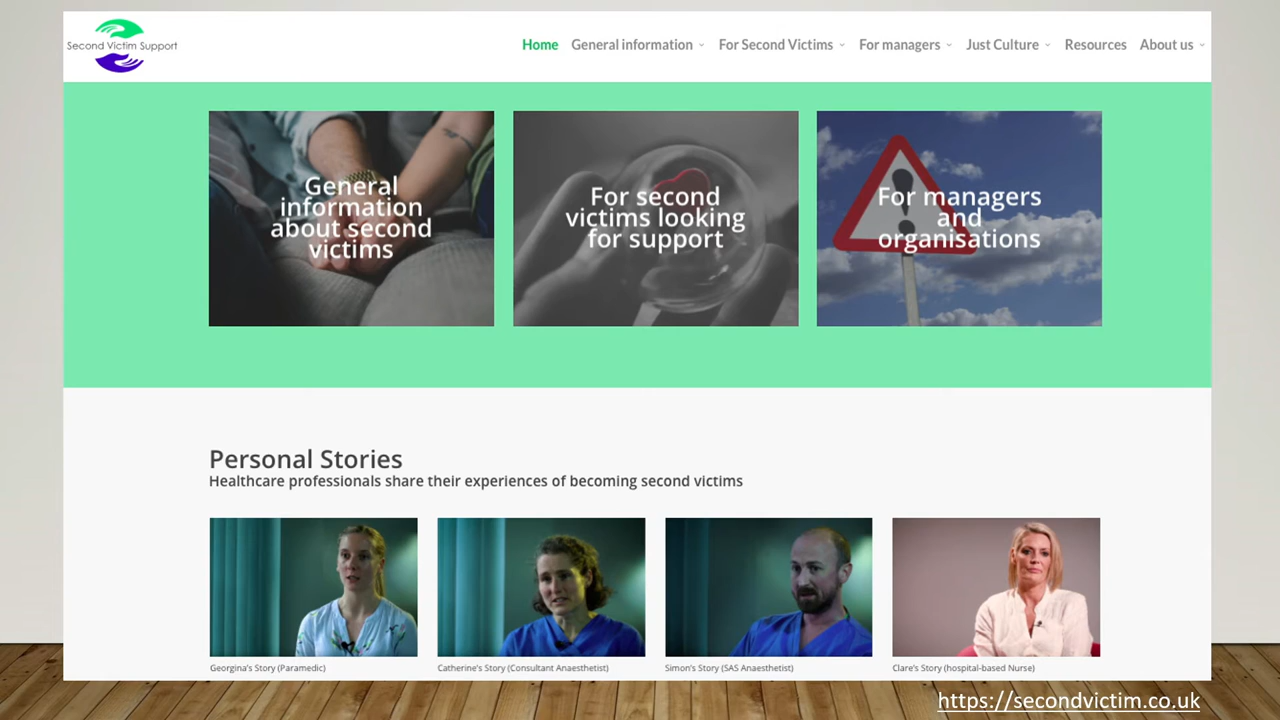 Second Victim Support
Home General information For Second Victims For managers Just Culture Resources About us
General
information
about second
victims
For second
victims looking
for support
For managers
and
organisations
Personal Stories
Healthcare professionals share their experiences of becoming second victims
Georgina's Story (Paramedic)
Catherine's Story (Consultant Anaesthetist)
Simon's Story (SAS Anaesthetist)
Clare's Story (hospital-based Nurse)
https://secondvictim.co.uk